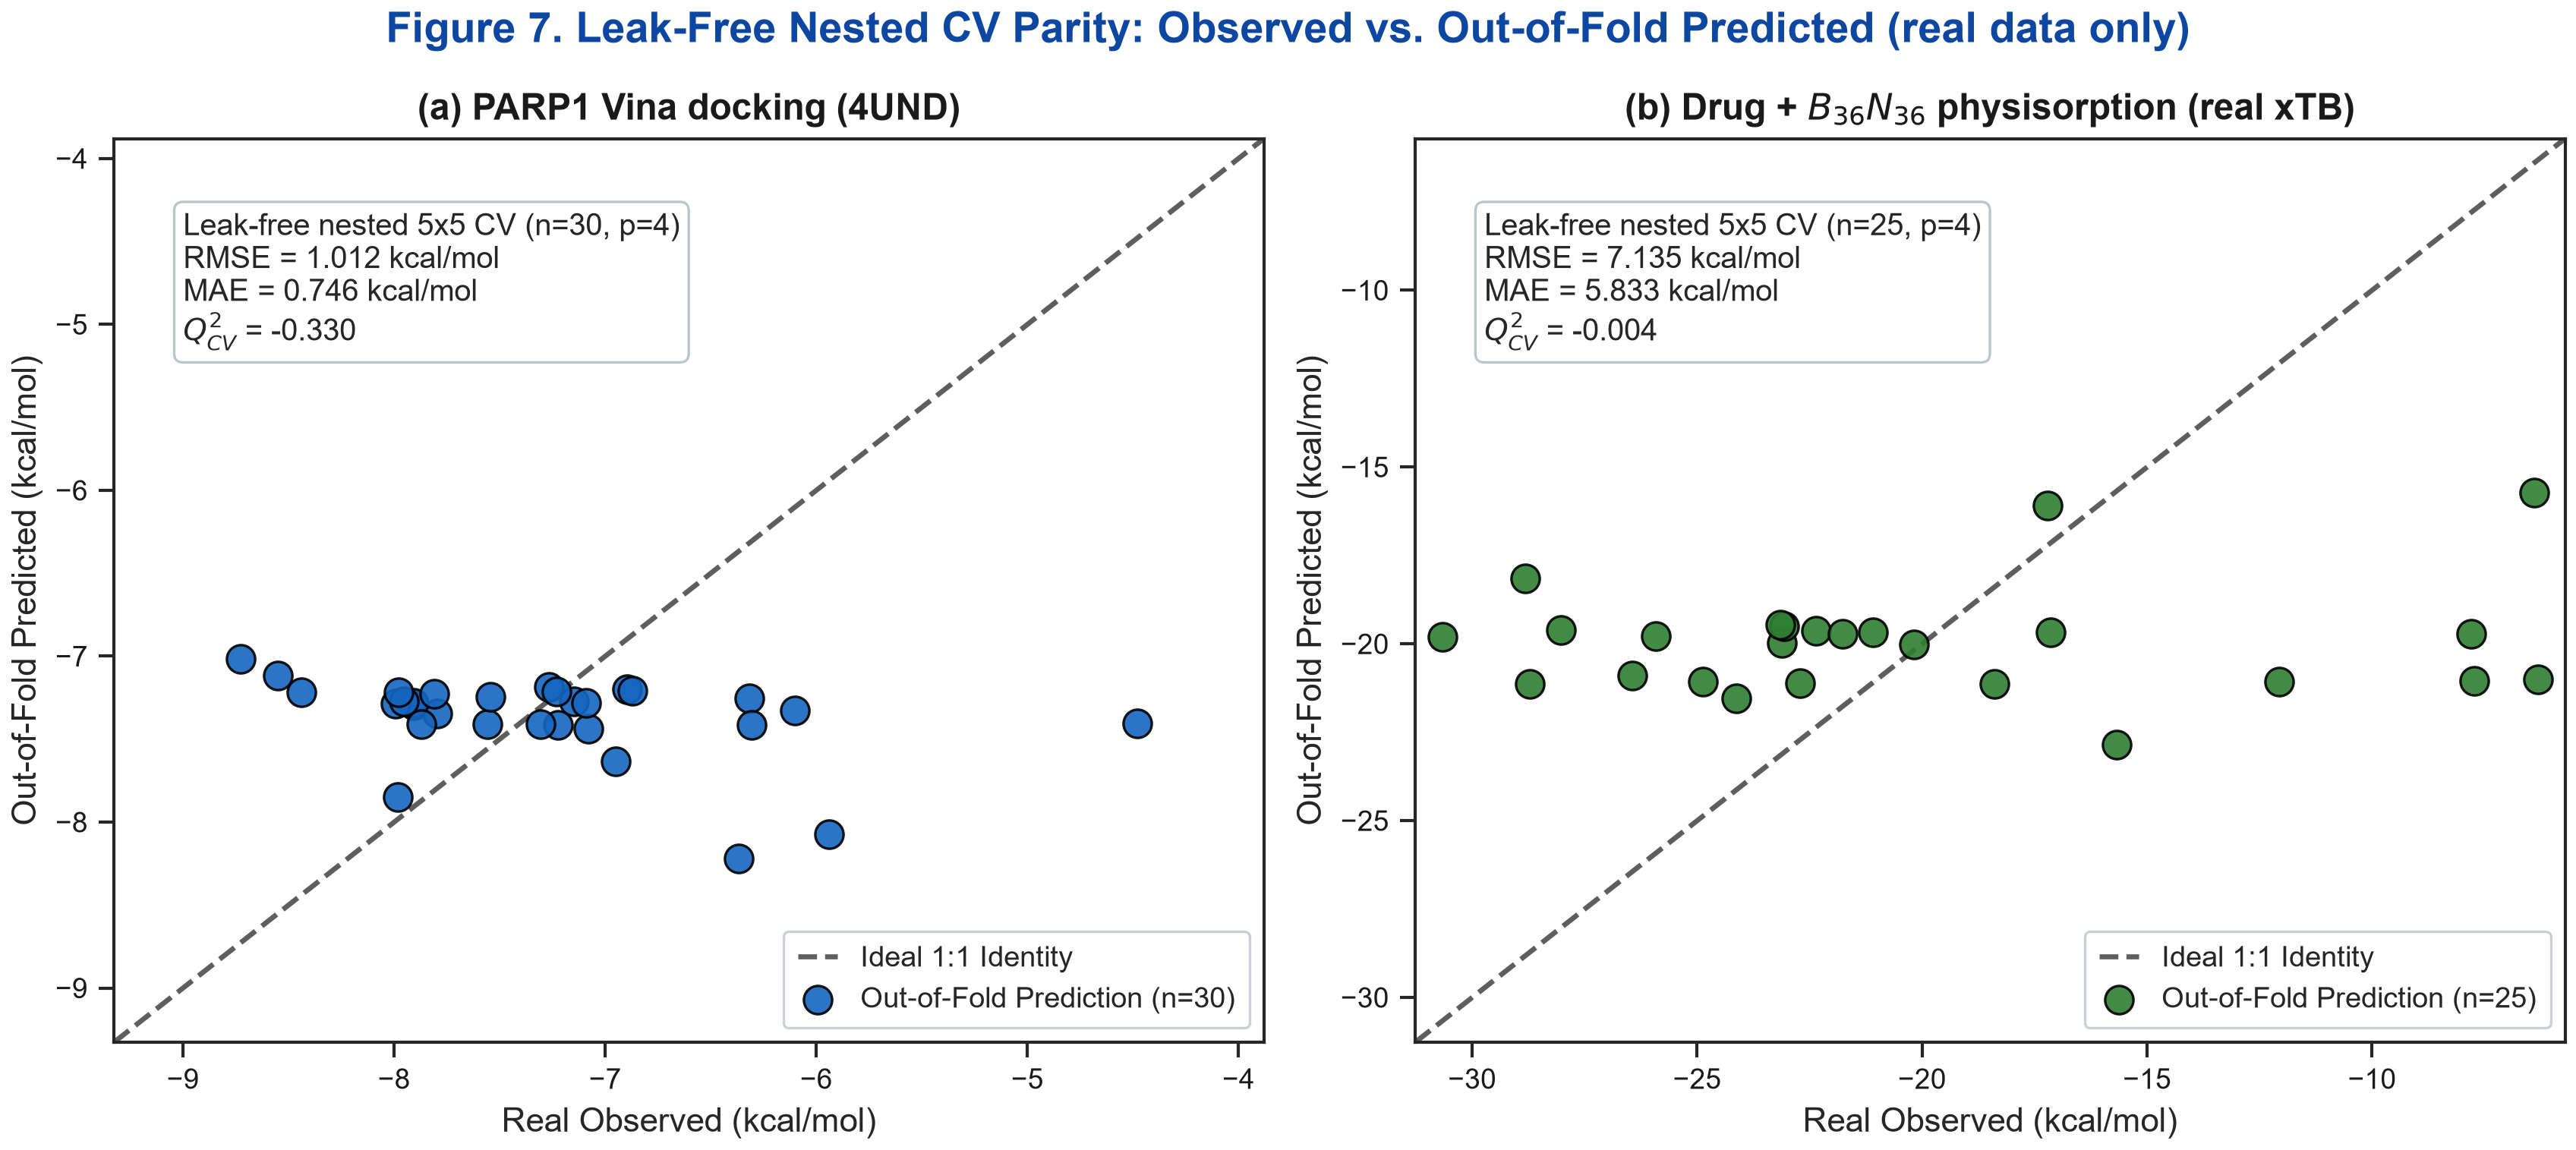 Figure 7. Leak-Free Nested CV Parity: Observed vs. Out-of-Fold Predicted (real data only)
(a) PARP1 Vina docking (4UND)
Out-of-Fold Predicted (kcal/mol)
−4
−5
−6
−7
−8
−9
Leak-free nested 5x5 CV (n=30, p=4)
RMSE = 1.012 kcal/mol
MAE = 0.746 kcal/mol
Q²_CV = -0.330
Ideal 1:1 Identity
Out-of-Fold Prediction (n=30)
−9 −8 −7 −6 −5 −4
Real Observed (kcal/mol)
(b) Drug + B₃₆N₃₆ physisorption (real xTB)
Out-of-Fold Predicted (kcal/mol)
−10
−15
−20
−25
−30
Leak-free nested 5x5 CV (n=25, p=4)
RMSE = 7.135 kcal/mol
MAE = 5.833 kcal/mol
Q²_CV = -0.004
Ideal 1:1 Identity
Out-of-Fold Prediction (n=25)
−30 −25 −20 −15 −10
Real Observed (kcal/mol)